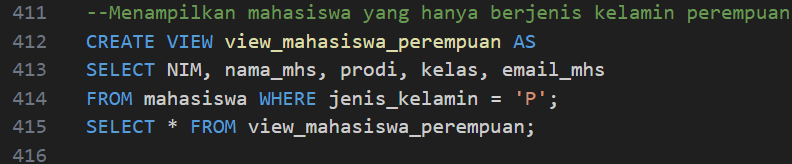 411 --Menampilkan mahasiswa yang hanya berjenis kelamin perempuan
412 CREATE VIEW view_mahasiswa_perempuan AS
413 SELECT NIM, nama_mhs, prodi, kelas, email_mhs
414 FROM mahasiswa WHERE jenis_kelamin = 'P';
415 SELECT * FROM view_mahasiswa_perempuan;
416